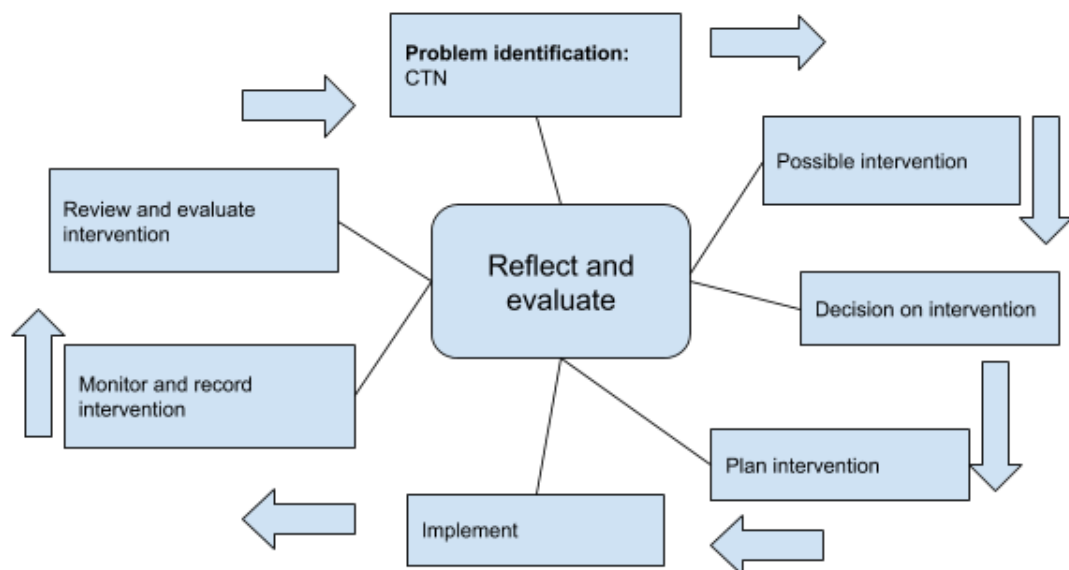 Problem identification:
CTN
Possible intervention
Review and evaluate
intervention
Reflect and
evaluate
Decision on intervention
Monitor and record
intervention
Plan intervention
Implement